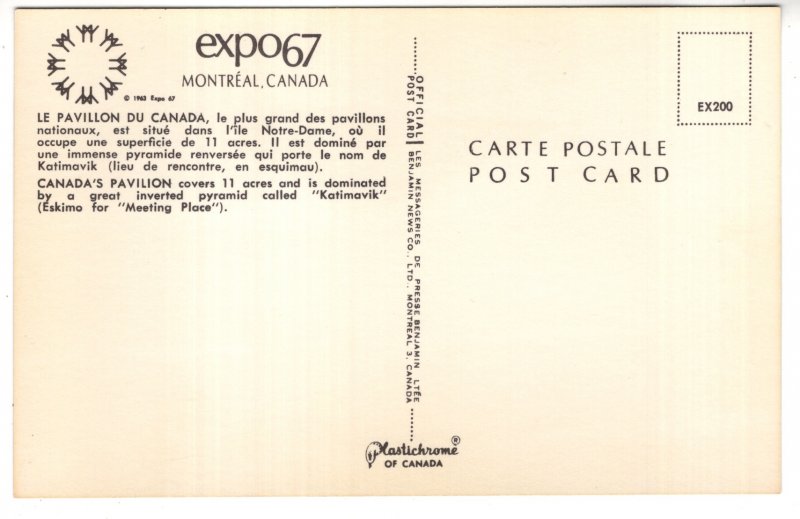 expo67
MONTRÉAL, CANADA
© 1963 Expo 67
LE PAVILLON DU CANADA, le plus grand des pavillons
nationaux, est situé dans l'île Notre-Dame, où il
occupe une superficie de 11 acres. Il est dominé par
une immense pyramide renversée qui porte le nom de
Katimavik (lieu de rencontre, en esquimau).
CANADA'S PAVILION covers 11 acres and is dominated
by a great inverted pyramid called "Katimavik"
(Eskimo for "Meeting Place").
OFFICIAL POST CARD
LES MESSAGERIES DE PRESSE BENJAMIN LTÉE
BENJAMIN NEWS CO., LTD., MONTREAL 3, CANADA
EX200
CARTE POSTALE
POST CARD
Plastichrome®
OF CANADA